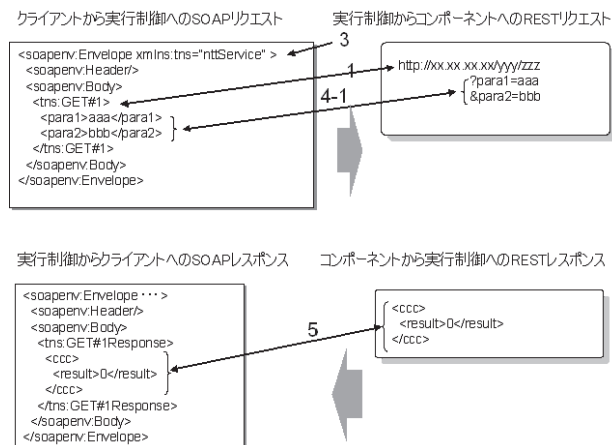 クライアントから実行制御へのSOAPリクエスト
<soapenv:Envelope xmlns:tns="nttService" >
<soapenv:Header/>
<soapenv:Body>
<tns:GET#1>
<para1>aaa</para1>
<para2>bbb</para2>
</tns:GET#1>
</soapenv:Body>
</soapenv:Envelope>
3
1
4-1
実行制御からコンポーネントへのRESTリクエスト
http://xx.xx.xx.xx/yyy/zzz
?para1=aaa
&para2=bbb
実行制御からクライアントへのSOAPレスポンス
<soapenv:Envelope･･･>
<soapenv:Header/>
<soapenv:Body>
<tns:GET#1Response>
<ccc>
<result>0</result>
</ccc>
</tns:GET#1Response>
</soapenv:Body>
</soapenv:Envelope>
5
コンポーネントから実行制御へのRESTレスポンス
<ccc>
<result>0</result>
</ccc>